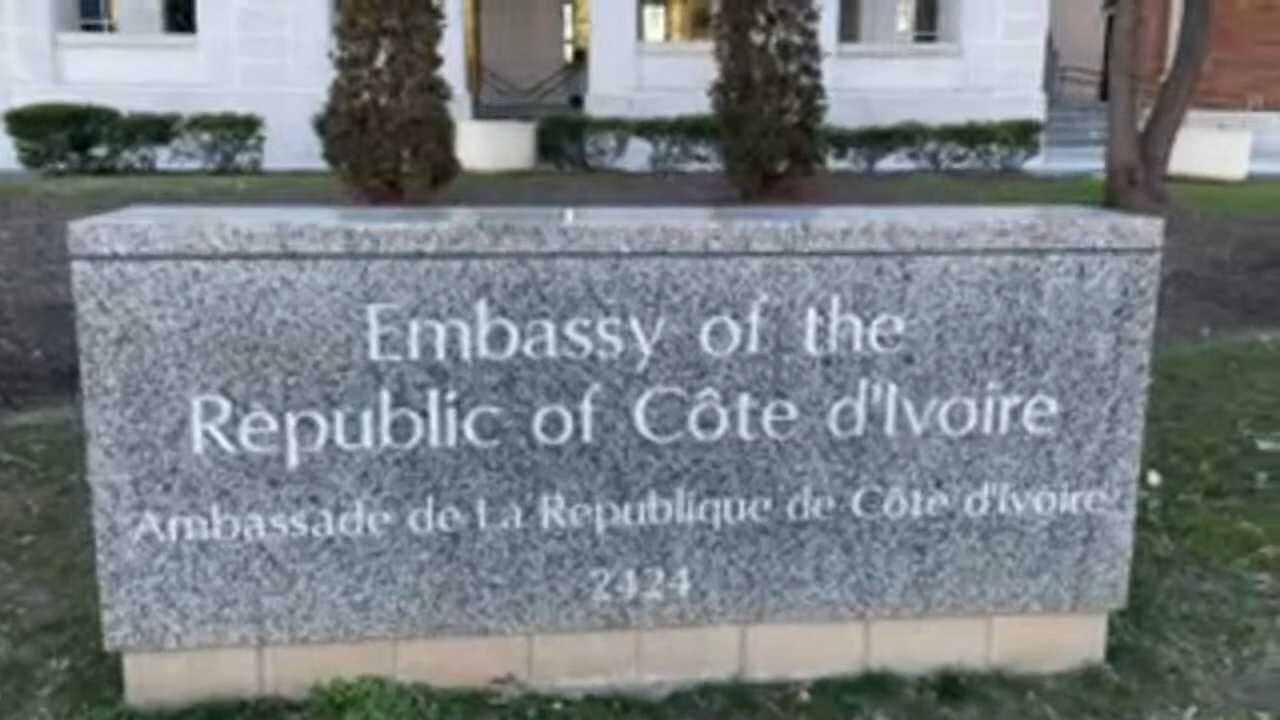 Embassy of the
Republic of Côte d'Ivoire
Ambassade de La Republique de Côte d'Ivoire
2424